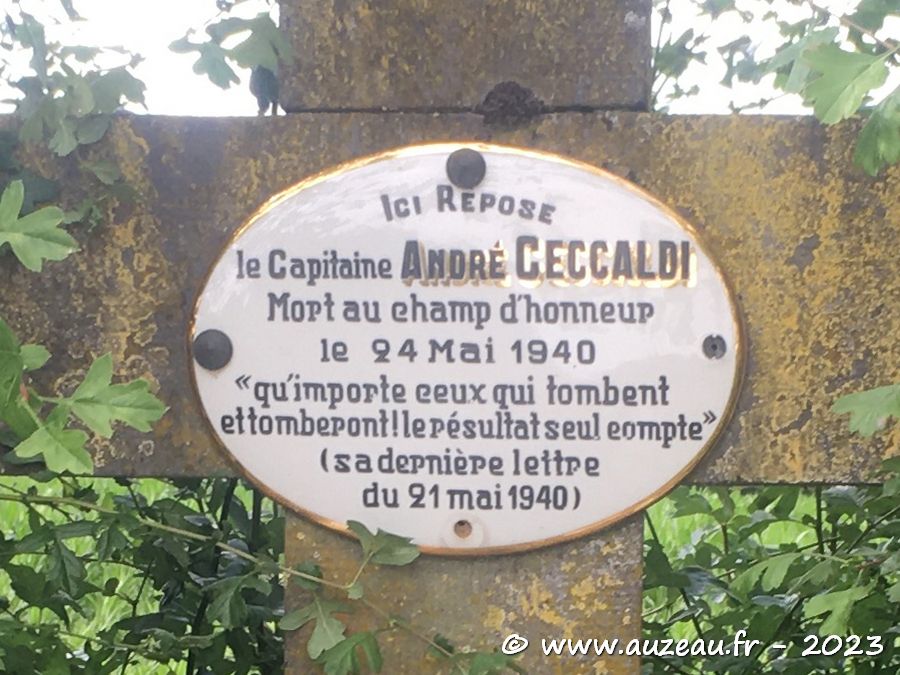 ICI REPOSE
le Capitaine ANDRÉ CECCALDI
Mort au champ d'honneur
le 24 Mai 1940
"qu'importe ceux qui tombent
et tomberont! le résultat seul compte"
(sa dernière lettre
du 21 mai 1940)
© www.auzeau.fr - 2023